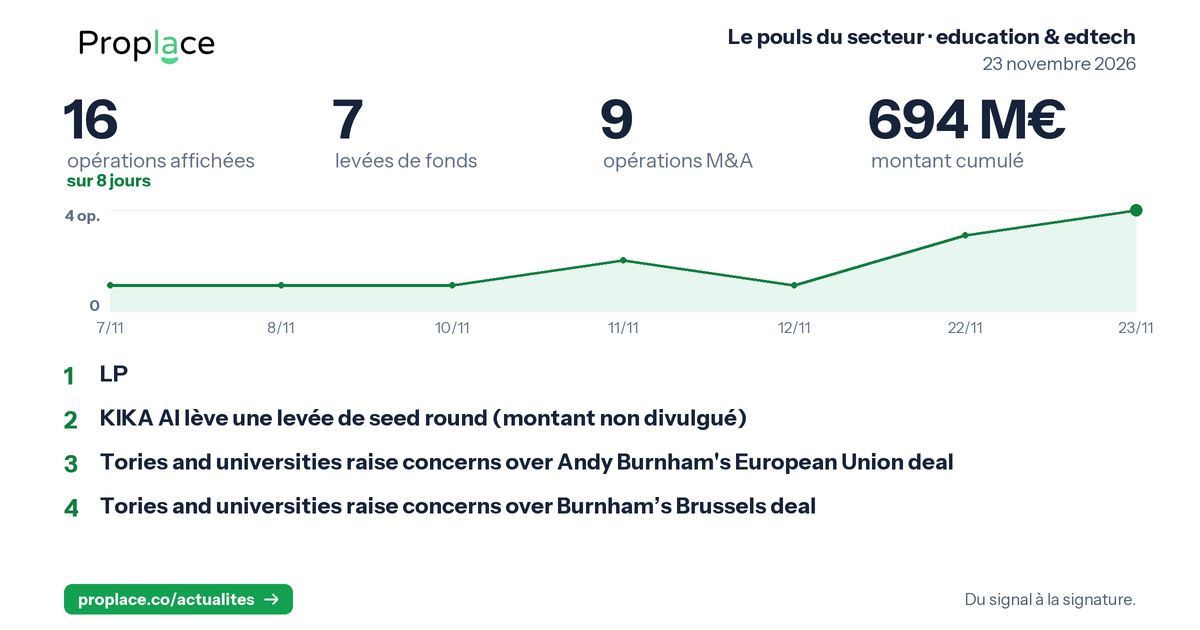 Proplace
Le pouls du secteur · education & edtech
23 novembre 2026
16
opérations affichées
sur 8 jours
7
levées de fonds
9
opérations M&A
694 M€
montant cumulé
4 op.
0
7/11
8/11
10/11
11/11
12/11
22/11
23/11
1 LP
2 KIKA AI lève une levée de seed round (montant non divulgué)
3 Tories and universities raise concerns over Andy Burnham's European Union deal
4 Tories and universities raise concerns over Burnham’s Brussels deal
proplace.co/actualites →
Du signal à la signature.